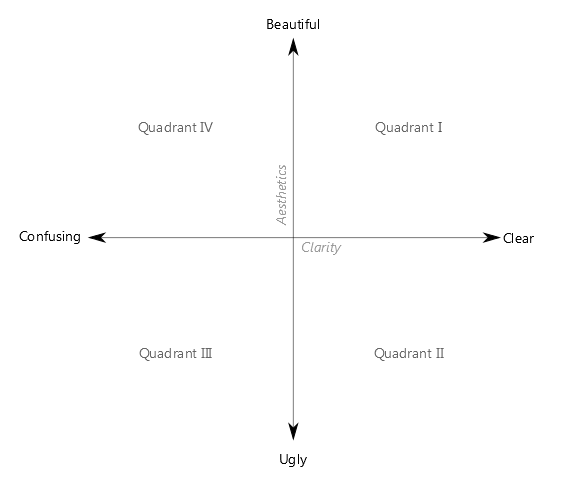 Beautiful
Quadrant IV
Quadrant I
Aesthetics
Confusing
Clear
Clarity
Quadrant III
Quadrant II
Ugly